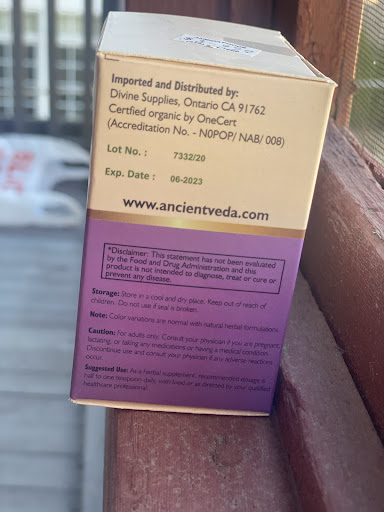 Imported and Distributed by:
Divine Supplies, Ontario CA 91762
Certfied organic by OneCert
(Accreditation No. - N0POP/ NAB/ 008)
Lot No. : 7332/20
Exp. Date : 06-2023
www.ancientveda.com
*Disclaimer: This statement has not been evaluated
by the Food and Drug Administration and this
product is not intended to diagnose, treat or cure or
prevent any disease.
Storage: Store in a cool and dry place. Keep out of reach of
children. Do not use if seal is broken.
Note: Color variations are normal with natural herbal formulations.
Caution: For adults only. Consult your physician if you are pregnant,
lactating, or taking any medications or having a medical condition.
Discontinue use and consult your physician if any adverse reactions
occur.
Suggested Use: As a herbal supplement, recommended dosage is
half to one teaspoon daily with food or as directed by your qualified
healthcare professional.